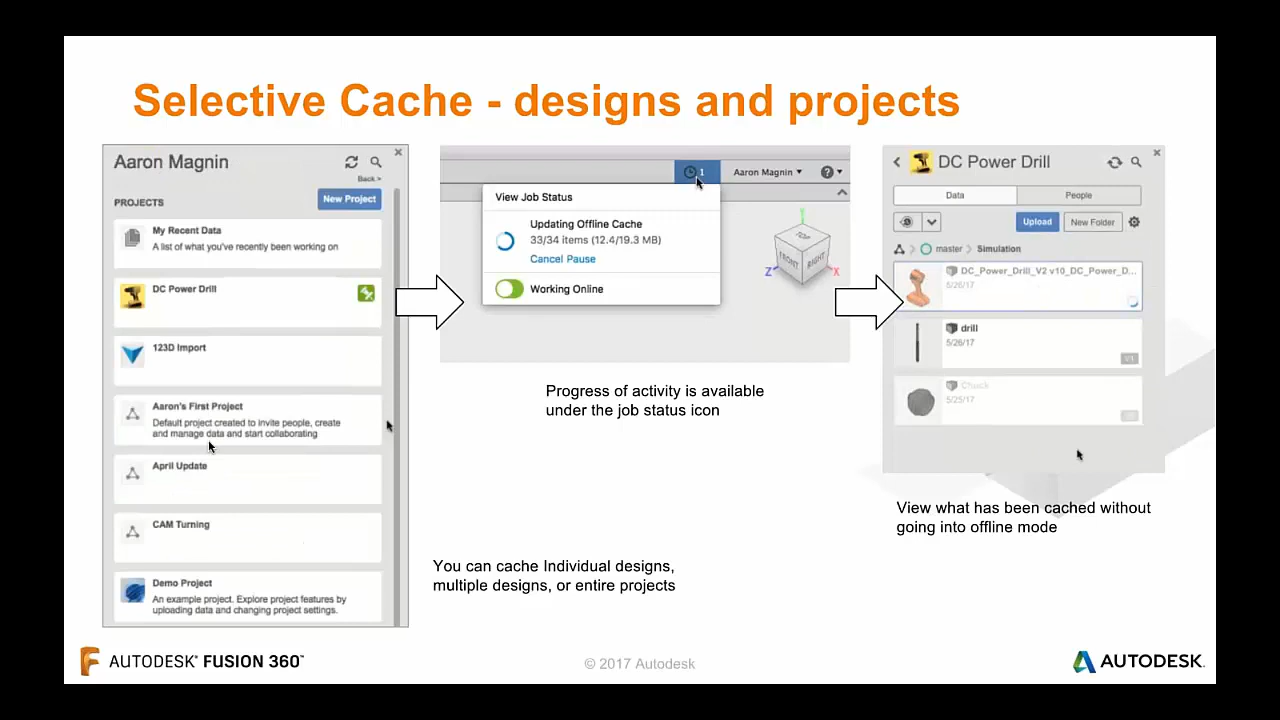 Selective Cache - designs and projects
Aaron Magnin
Back >
PROJECTS
New Project
My Recent Data
A list of what you've recently been working on
DC Power Drill
123D Import
Aaron's First Project
Default project created to invite people, create
and manage data and start collaborating
April Update
CAM Turning
Demo Project
An example project. Explore project features by
uploading data and changing project settings.
1
Aaron Magnin
?
View Job Status
Updating Offline Cache
33/34 items (12.4/19.3 MB)
Cancel Pause
Working Online
TOP
FRONT
RIGHT
Y
Z
X
Progress of activity is available
under the job status icon
You can cache Individual designs,
multiple designs, or entire projects
DC Power Drill
Data
People
Upload
New Folder
master > Simulation
DC_Power_Drill_V2 v10_DC_Power_D...
5/26/17
drill
5/26/17
V1
Chuck
5/25/17
View what has been cached without
going into offline mode
AUTODESK® FUSION 360™
© 2017 Autodesk
AUTODESK.